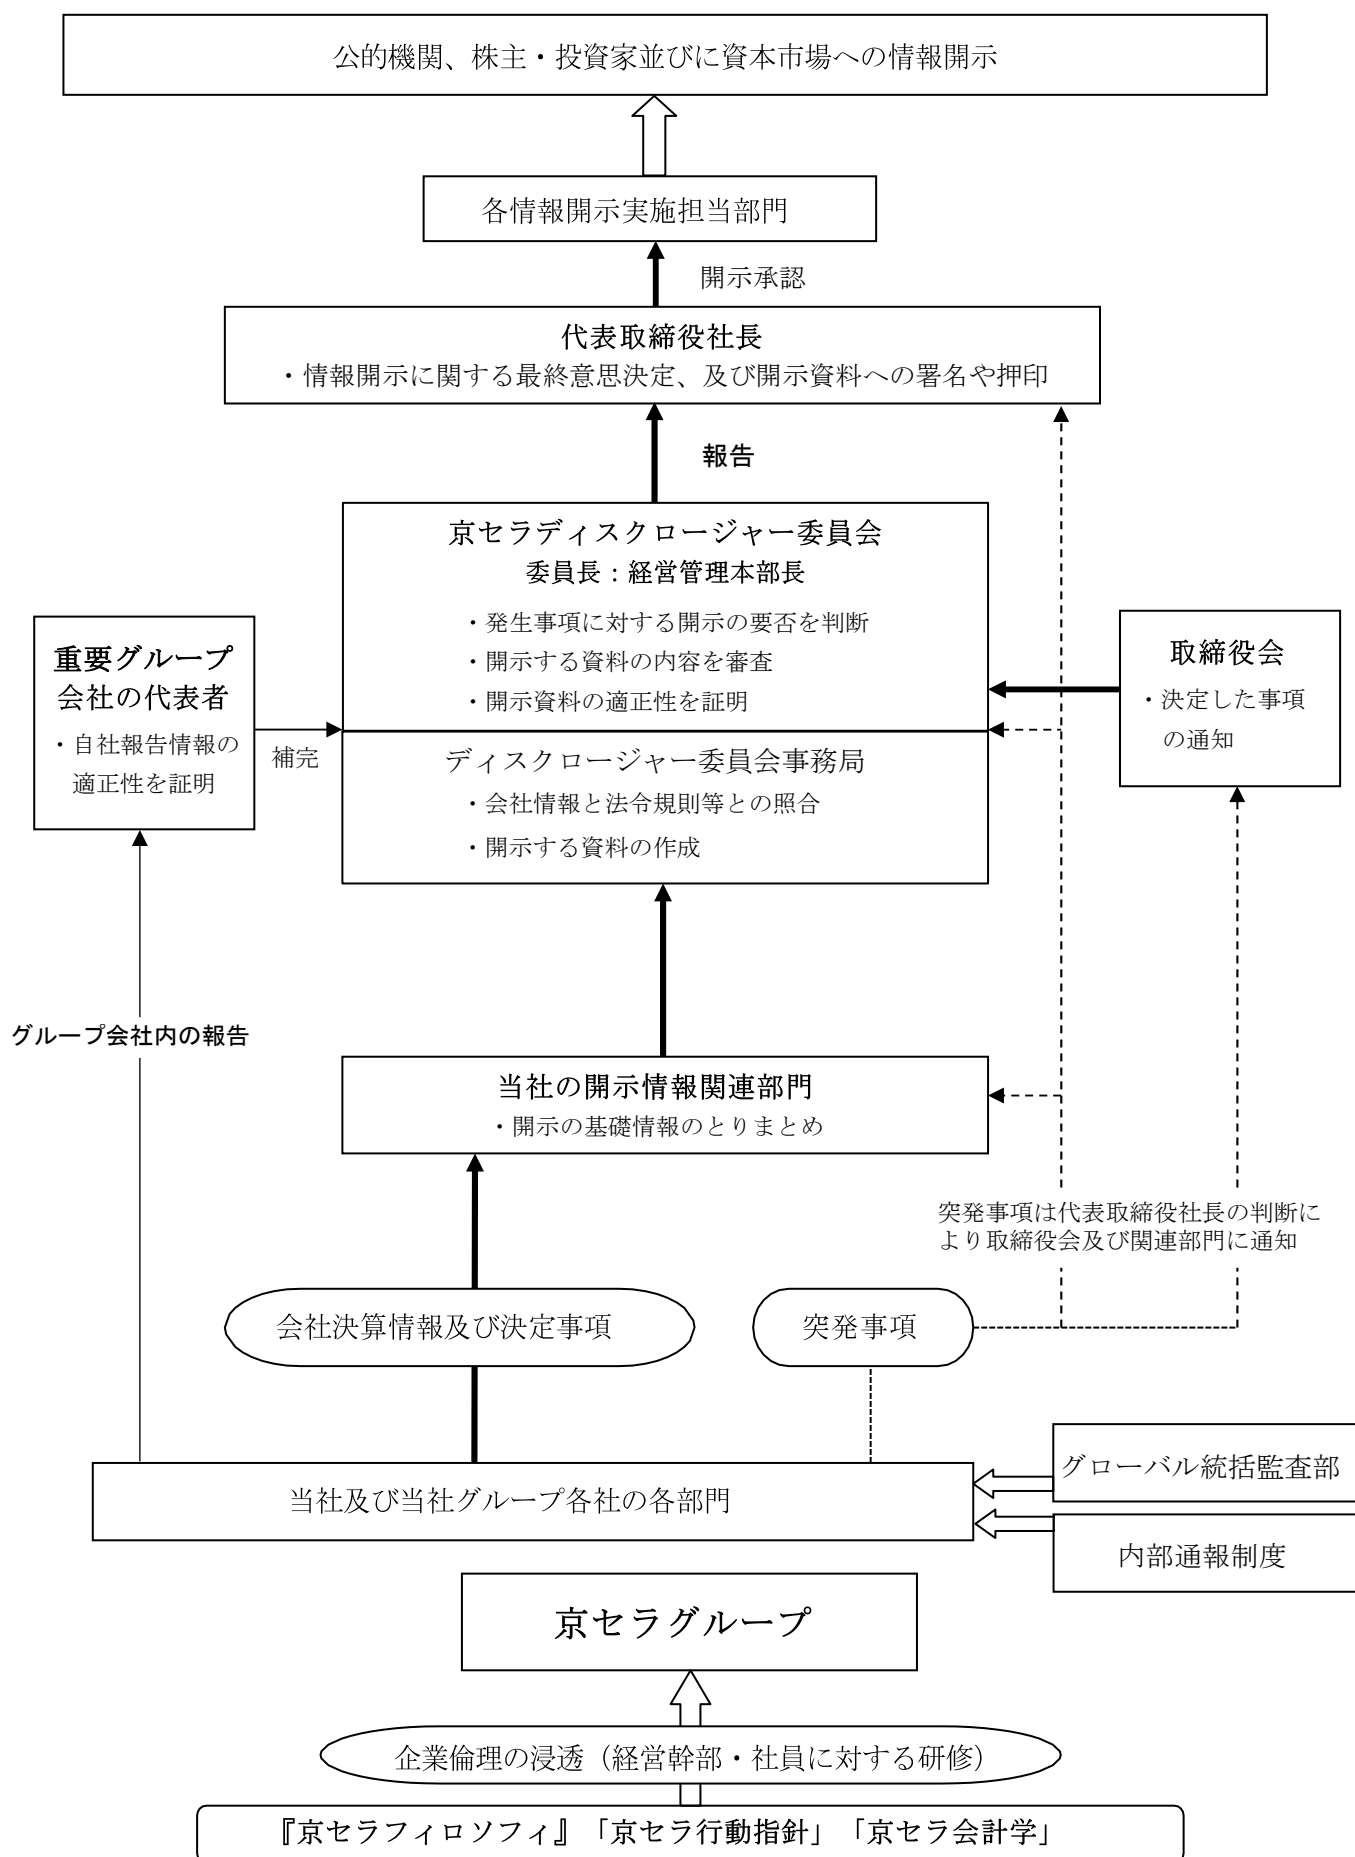 公的機関、株主・投資家並びに資本市場への情報開示
各情報開示実施担当部門
開示承認
代表取締役社長
・情報開示に関する最終意思決定、及び開示資料への署名や押印
報告
京セラディスクロージャー委員会
委員長：経営管理本部長
・発生事項に対する開示の要否を判断
・開示する資料の内容を審査
・開示資料の適正性を証明
重要グループ
会社の代表者
・自社報告情報の
適正性を証明
補完
取締役会
・決定した事項
の通知
ディスクロージャー委員会事務局
・会社情報と法令規則等との照合
・開示する資料の作成
グループ会社内の報告
当社の開示情報関連部門
・開示の基礎情報のとりまとめ
突発事項は代表取締役社長の判断に
より取締役会及び関連部門に通知
会社決算情報及び決定事項
突発事項
グローバル統括監査部
当社及び当社グループ各社の各部門
内部通報制度
京セラグループ
企業倫理の浸透（経営幹部・社員に対する研修）
『京セラフィロソフィ』「京セラ行動指針」「京セラ会計学」